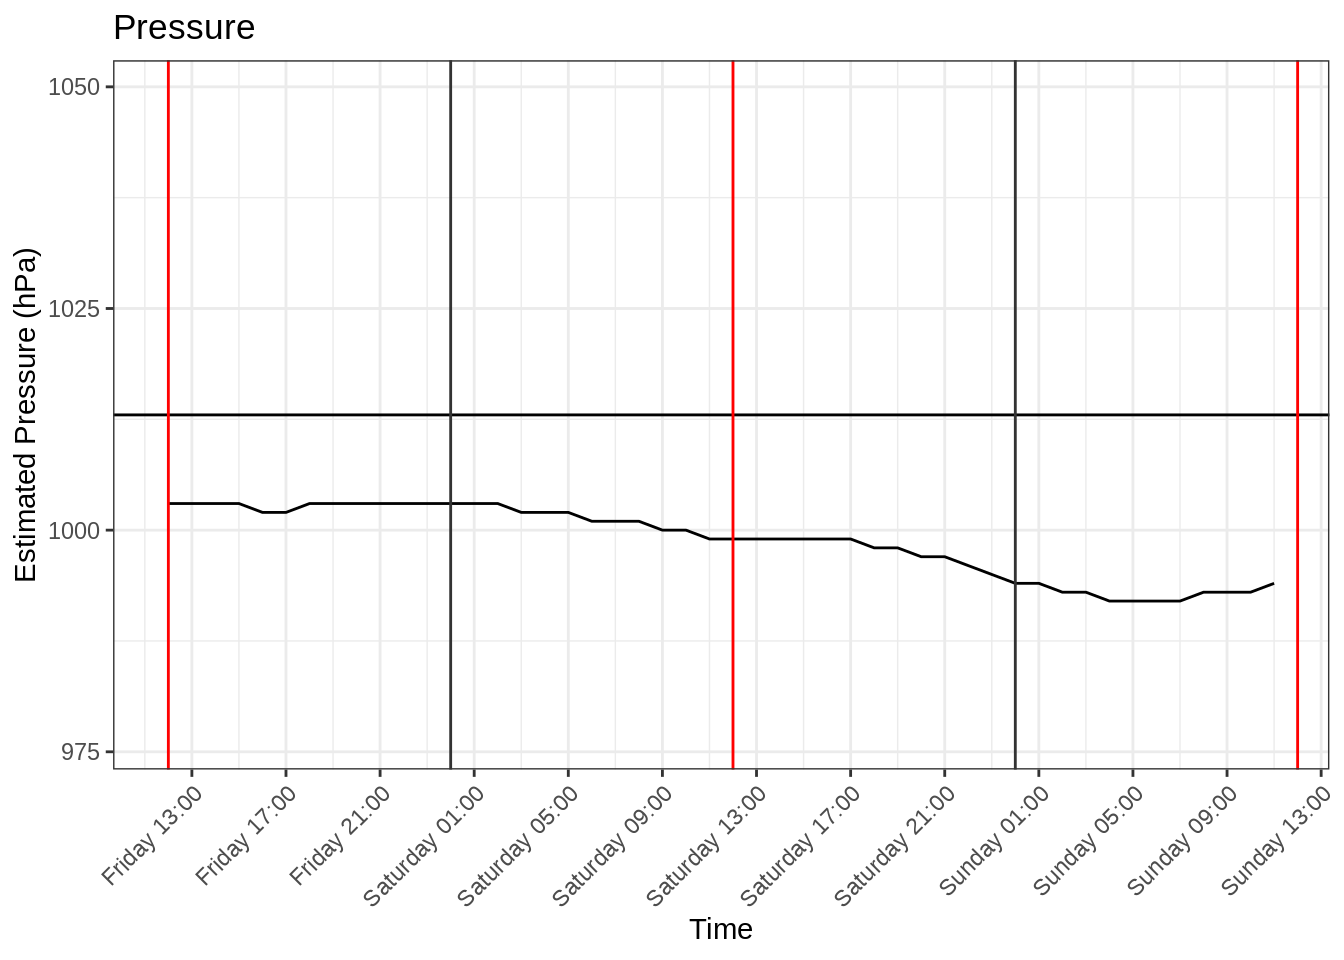 Pressure
Estimated Pressure (hPa)
1050
1025
1000
975
Friday 13:00
Friday 17:00
Friday 21:00
Saturday 01:00
Saturday 05:00
Saturday 09:00
Saturday 13:00
Saturday 17:00
Saturday 21:00
Sunday 01:00
Sunday 05:00
Sunday 09:00
Sunday 13:00
Time